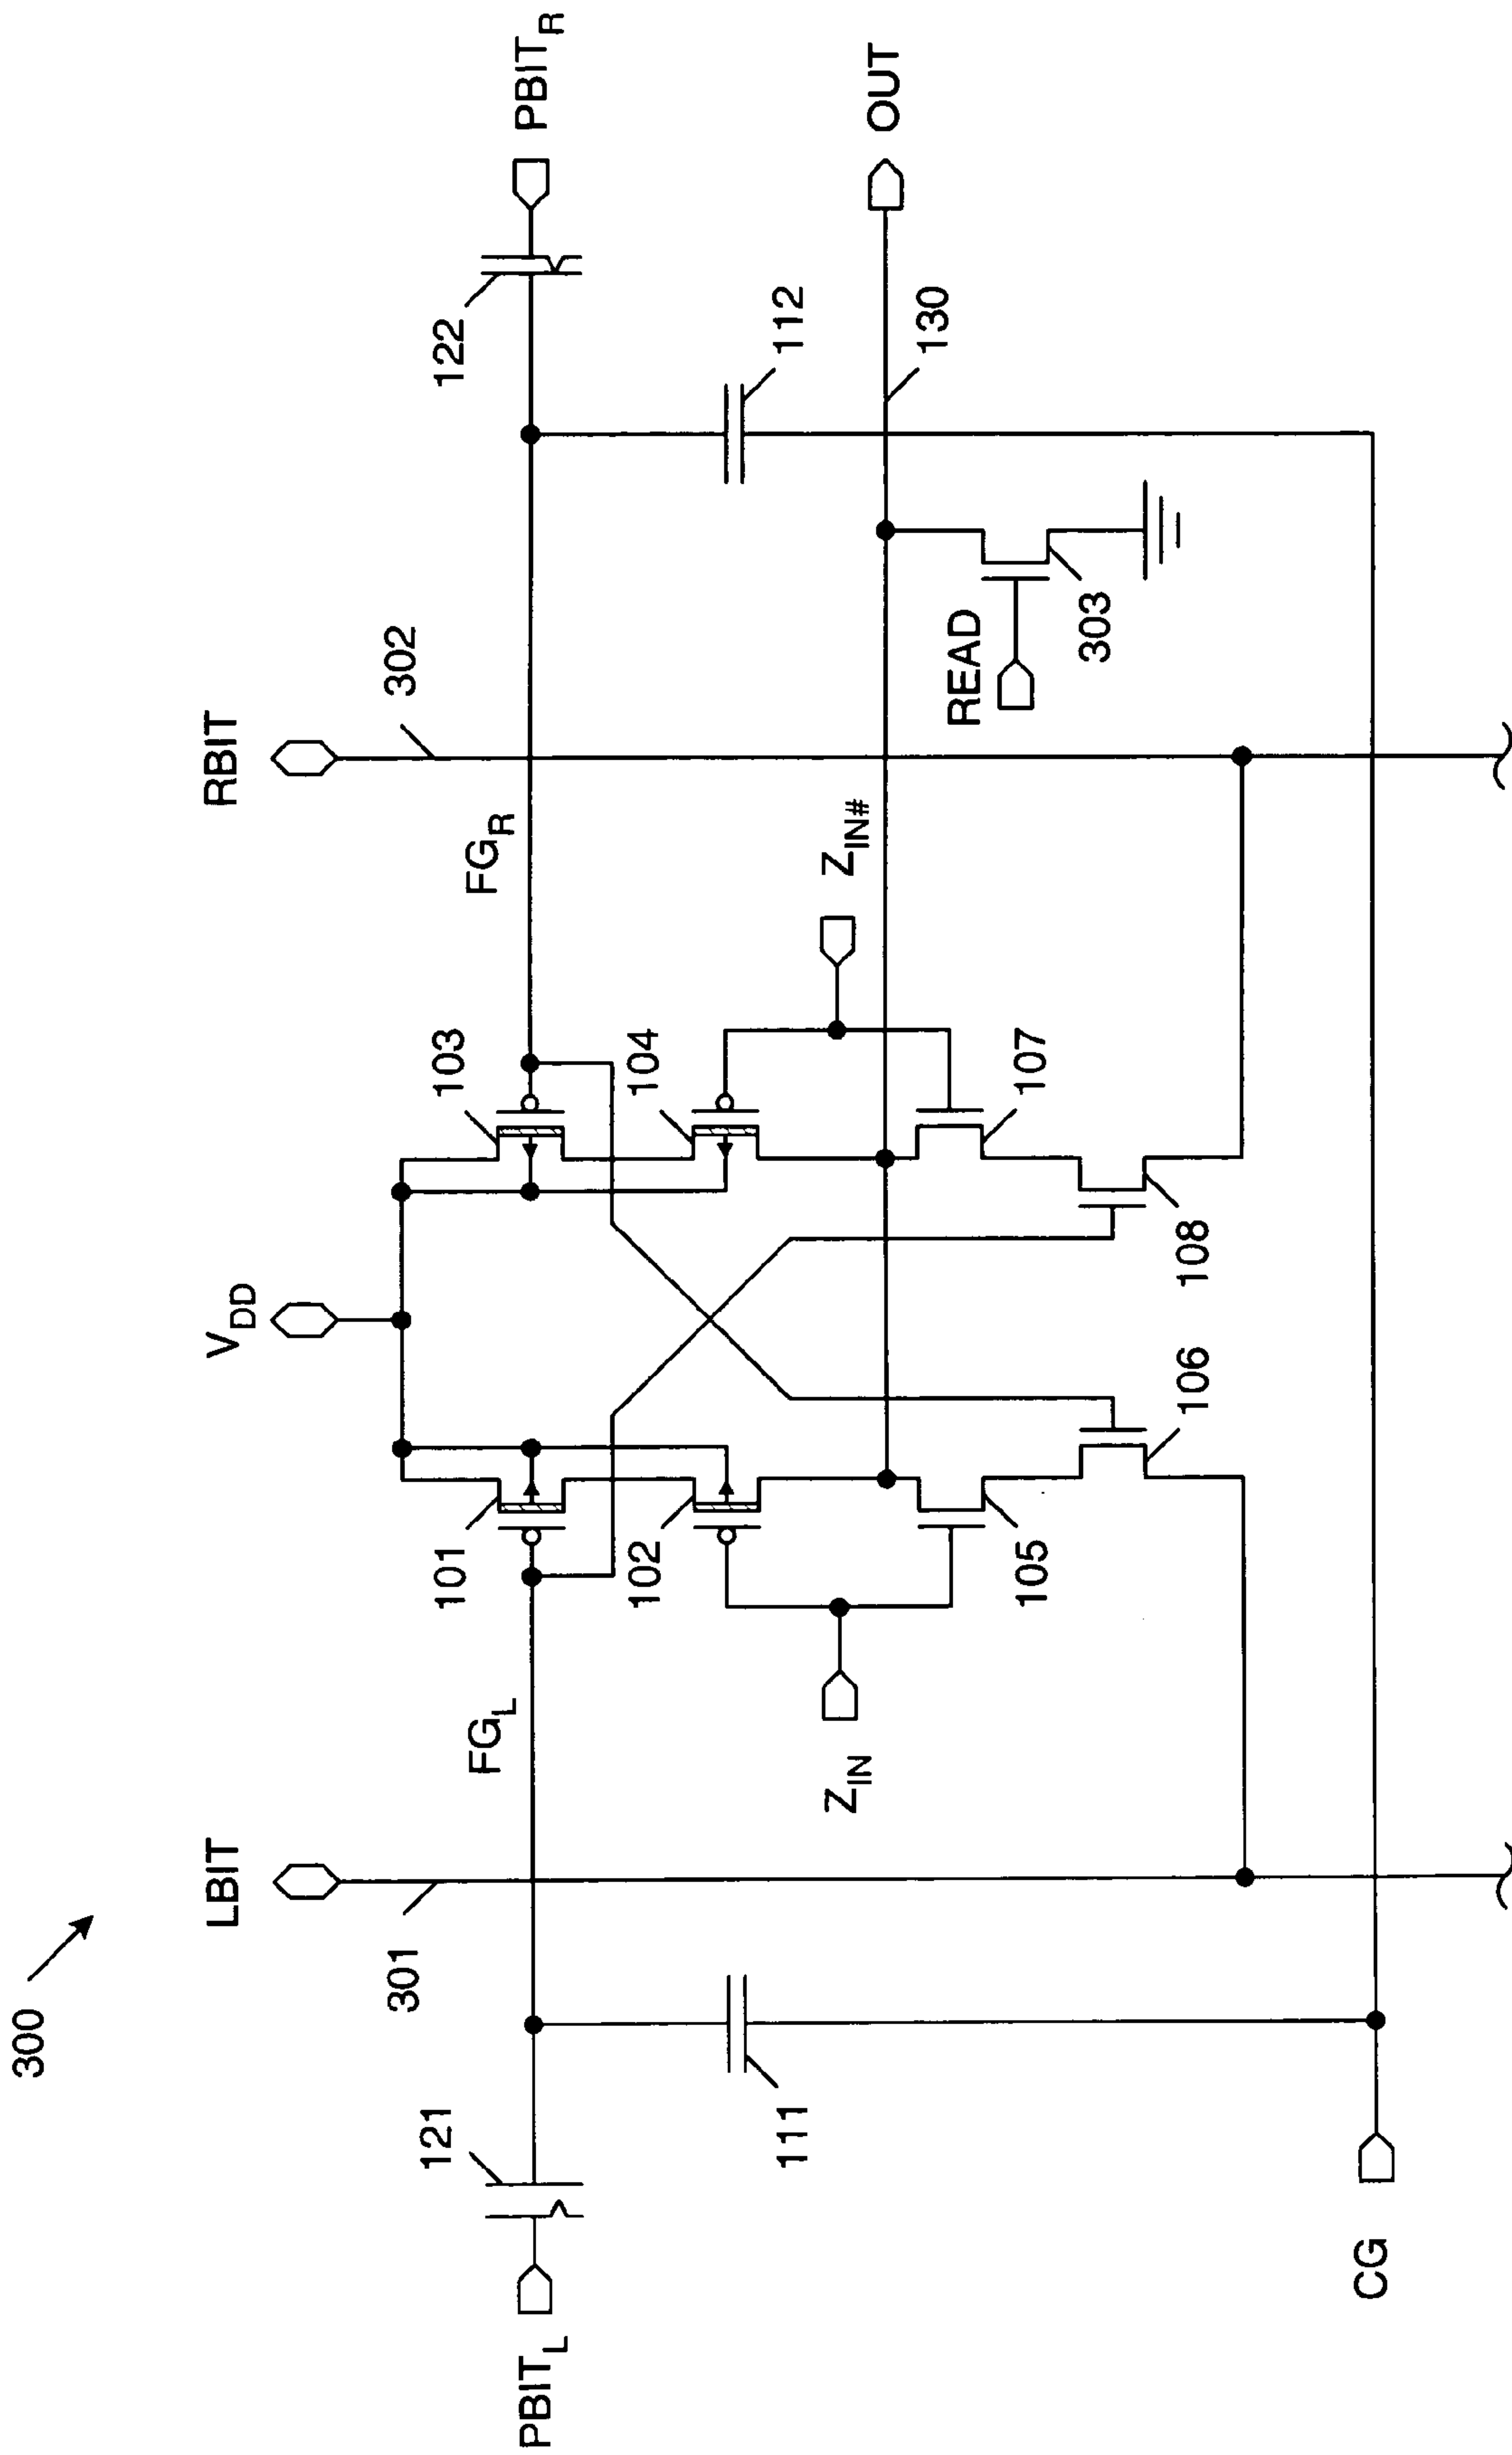 300
LBIT
V_DD
RBIT
301
302
PBIT_L
121
FG_L
101
103
FG_R
122
PBIT_R
111
102
104
112
Z_IN
Z_IN#
OUT
105
107
READ
130
303
106
108
CG